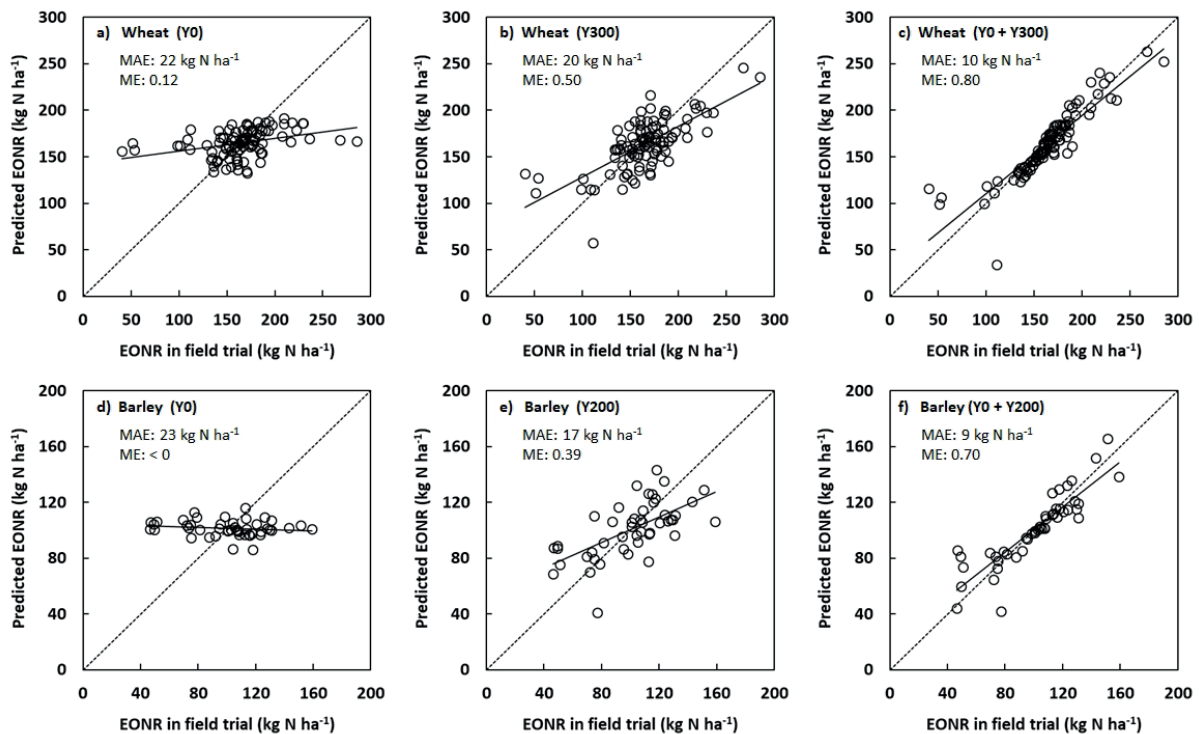 a) Wheat (Y0)
MAE: 22 kg N ha⁻¹
ME: 0.12
Predicted EONR (kg N ha⁻¹)
300
250
200
150
100
50
0
0 50 100 150 200 250 300
EONR in field trial (kg N ha⁻¹)
b) Wheat (Y300)
MAE: 20 kg N ha⁻¹
ME: 0.50
Predicted EONR (kg N ha⁻¹)
300
250
200
150
100
50
0
0 50 100 150 200 250 300
EONR in field trial (kg N ha⁻¹)
c) Wheat (Y0 + Y300)
MAE: 10 kg N ha⁻¹
ME: 0.80
Predicted EONR (kg N ha⁻¹)
300
250
200
150
100
50
0
0 50 100 150 200 250 300
EONR in field trial (kg N ha⁻¹)
d) Barley (Y0)
MAE: 23 kg N ha⁻¹
ME: < 0
Predicted EONR (kg N ha⁻¹)
200
160
120
80
40
0
0 40 80 120 160 200
EONR in field trial (kg N ha⁻¹)
e) Barley (Y200)
MAE: 17 kg N ha⁻¹
ME: 0.39
Predicted EONR (kg N ha⁻¹)
200
160
120
80
40
0
0 40 80 120 160 200
EONR in field trial (kg N ha⁻¹)
f) Barley (Y0 + Y200)
MAE: 9 kg N ha⁻¹
ME: 0.70
Predicted EONR (kg N ha⁻¹)
200
160
120
80
40
0
0 40 80 120 160 200
EONR in field trial (kg N ha⁻¹)